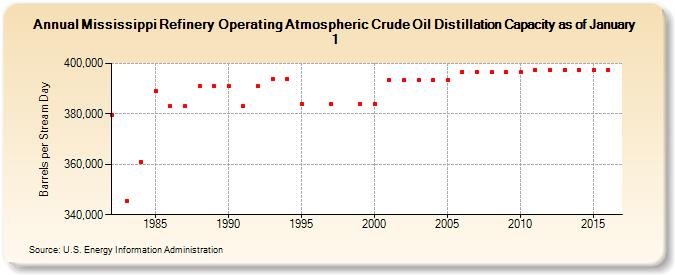 Annual Mississippi Refinery Operating Atmospheric Crude Oil Distillation Capacity as of January
1
400,000
380,000
360,000
340,000
Barrels per Stream Day
1985 1990 1995 2000 2005 2010 2015
Source: U.S. Energy Information Administration